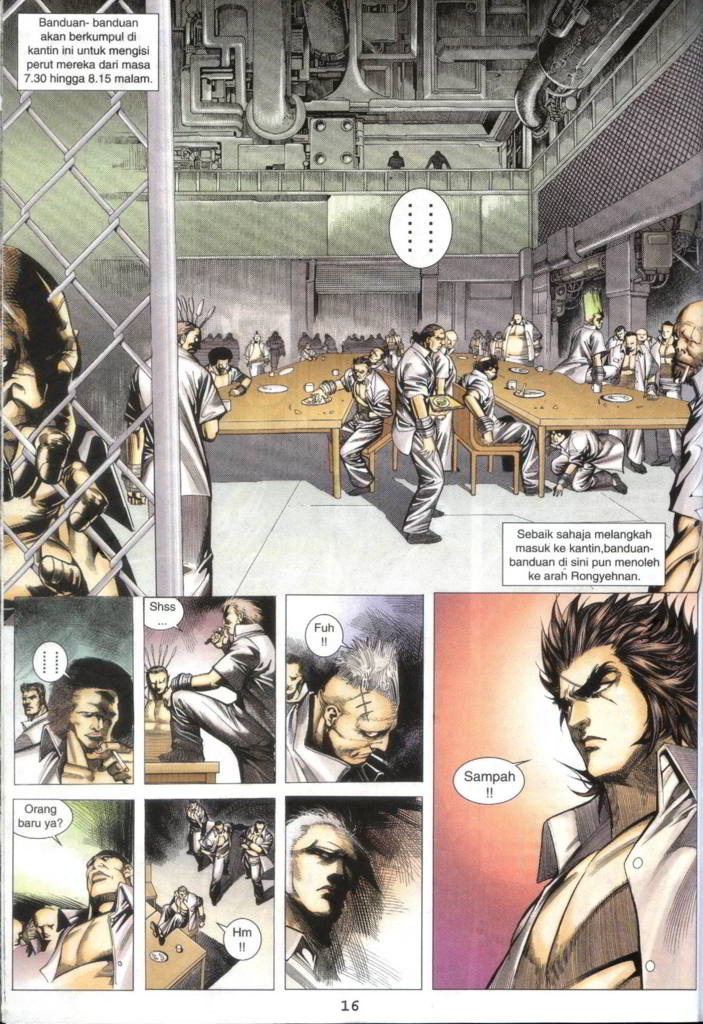 Banduan- banduan
akan berkumpul di
kantin ini untuk mengisi
perut mereka dari masa
7.30 hingga 8.15 malam.
Sebaik sahaja melangkah
masuk ke kantin,banduan-
banduan di sini pun menoleh
ke arah Rongyehnan.
Shss
...
Fuh
!!
Sampah
!!
Orang
baru ya?
Hm
!!
16